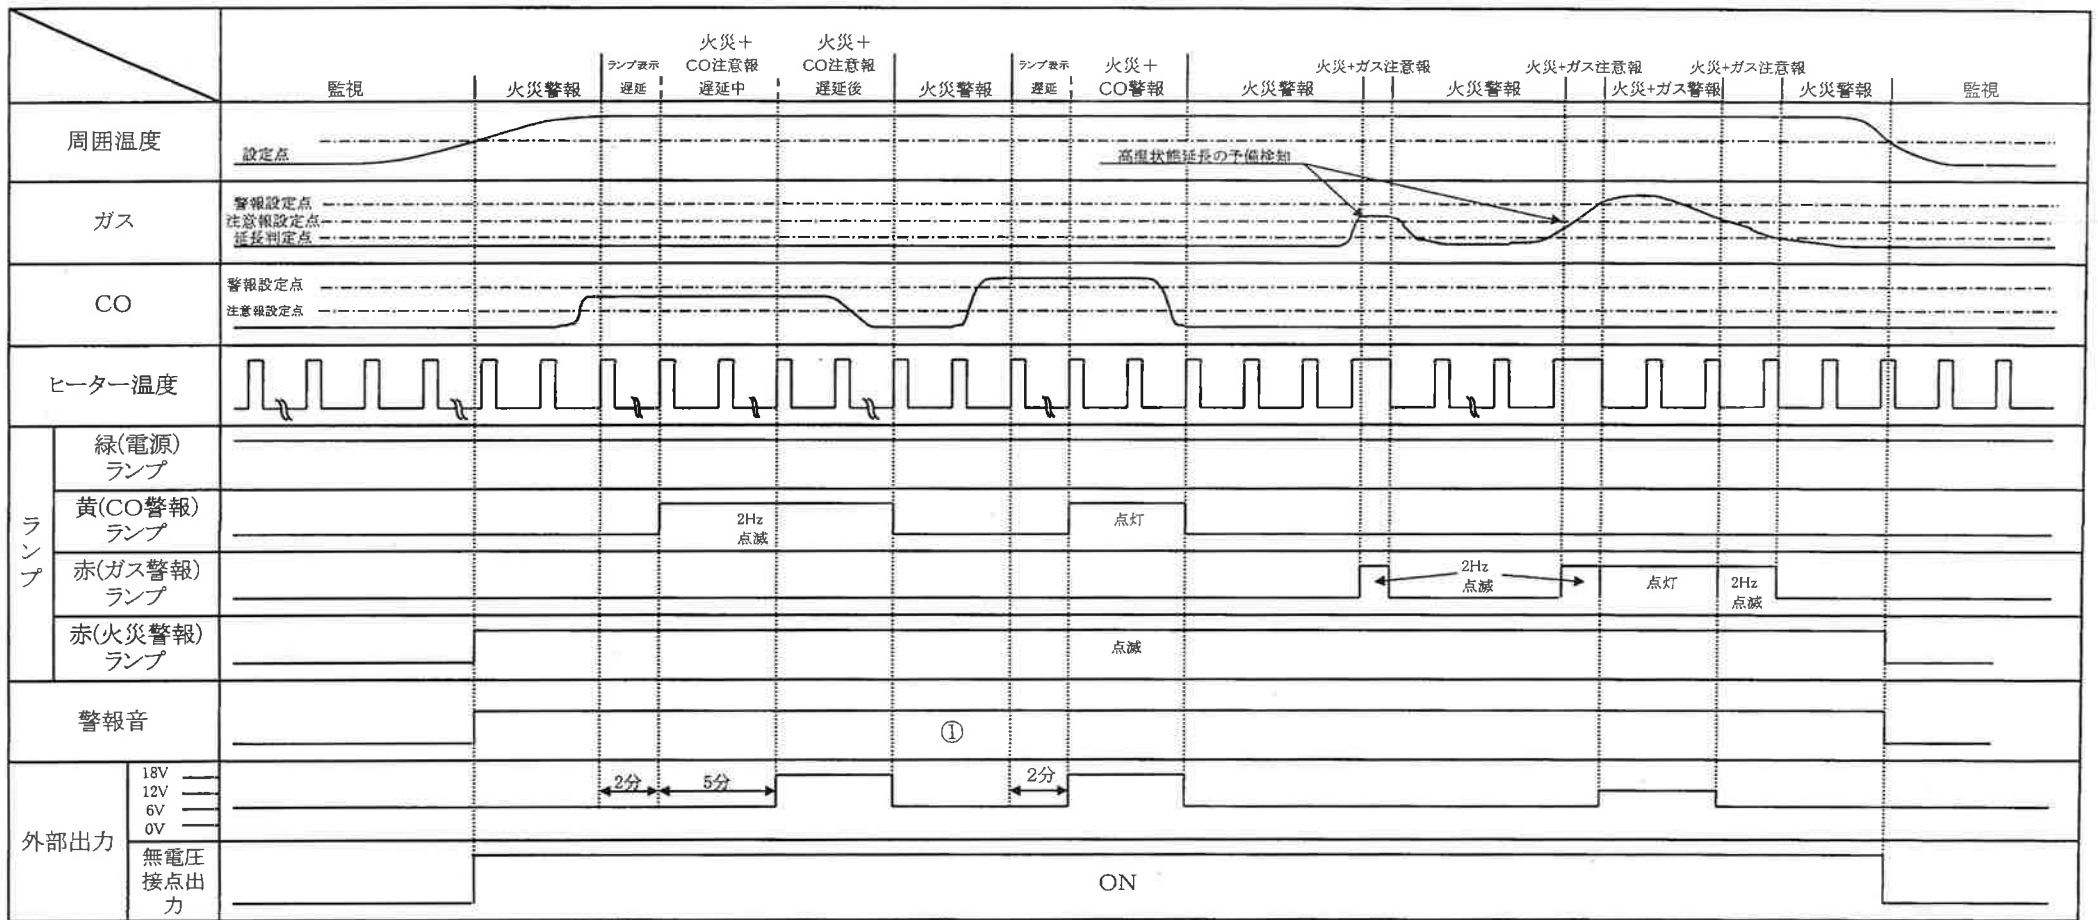 火災＋
CO注意報
遅延中
火災＋
CO注意報
遅延後
ランプ表示
遅延
ランプ表示
遅延
火災＋
CO警報
火災+ガス注意報
火災+ガス注意報
火災+ガス注意報
監視
火災警報
火災警報
火災警報
火災警報
火災+ガス警報
火災警報
監視
周囲温度
設定点
高温状態延長の予備検知
ガス
警報設定点
注意報設定点
延長判定点
CO
警報設定点
注意報設定点
ヒーター温度
ランプ
緑(電源)
ランプ
黄(CO警報)
ランプ
2Hz
点滅
点灯
赤(ガス警報)
ランプ
2Hz
点滅
点灯
2Hz
点滅
赤(火災警報)
ランプ
点滅
警報音
①
外部出力
18V
12V
6V
0V
2分
5分
2分
無電圧
接点出
力
ON